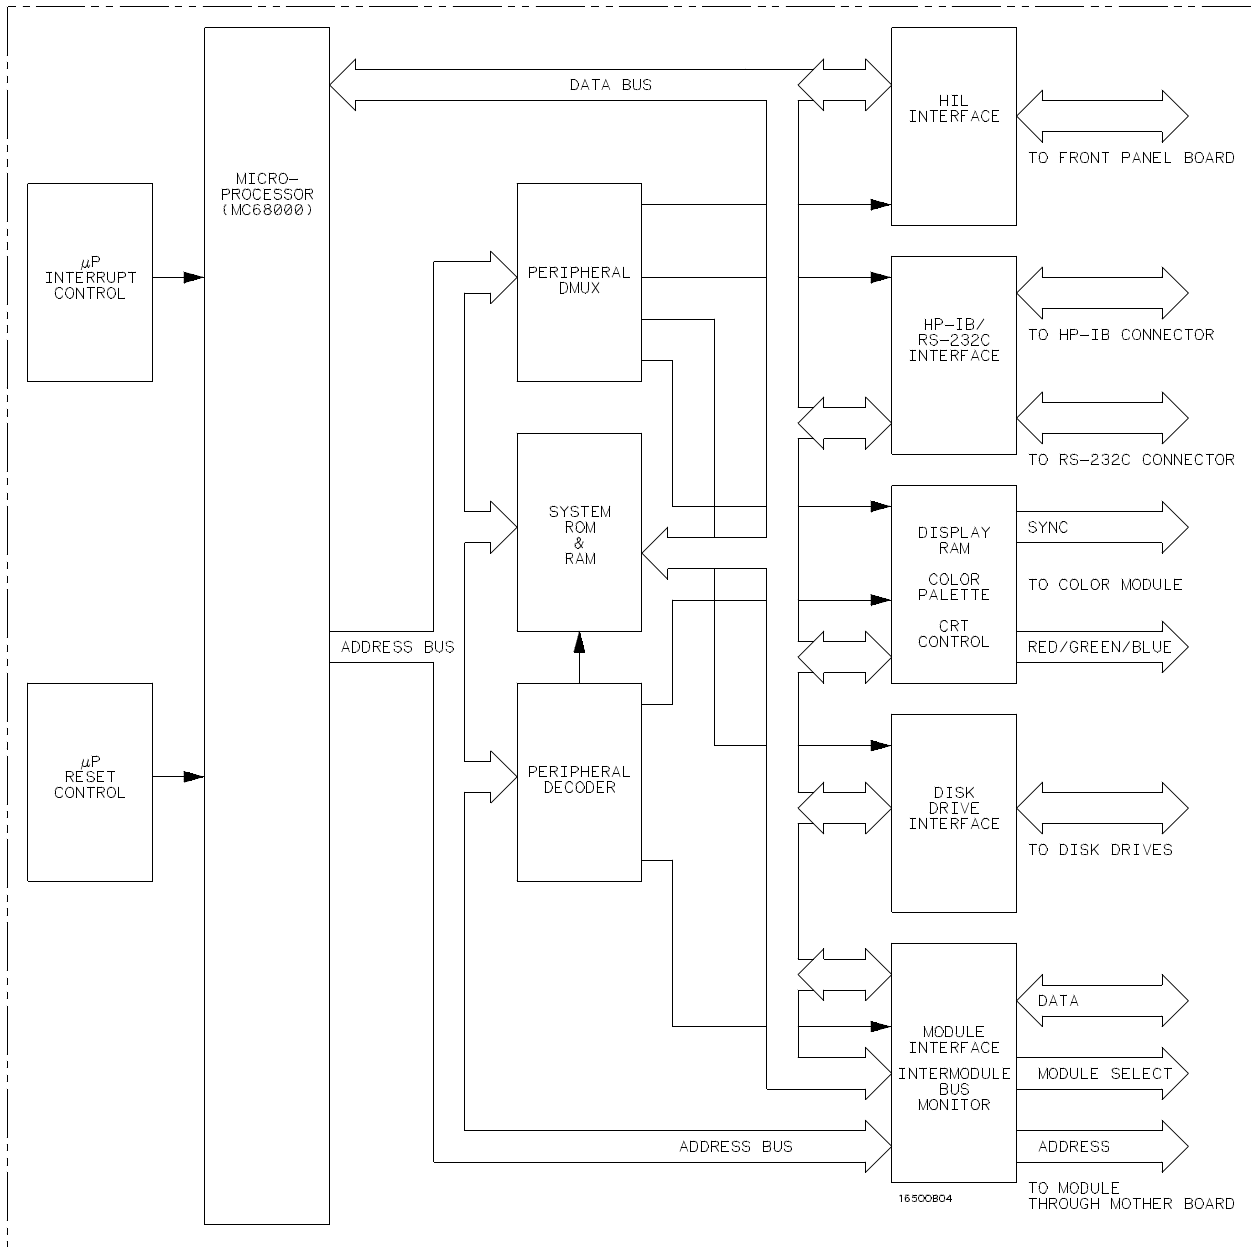 DATA BUS
HIL
INTERFACE
TO FRONT PANEL BOARD
MICRO-
PROCESSOR
(MC68000)
µP
INTERRUPT
CONTROL
PERIPHERAL
DMUX
HP-IB/
RS-232C
INTERFACE
TO HP-IB CONNECTOR
TO RS-232C CONNECTOR
SYSTEM
ROM
&
RAM
DISPLAY
RAM
COLOR
PALETTE
CRT
CONTROL
SYNC
TO COLOR MODULE
RED/GREEN/BLUE
ADDRESS BUS
µP
RESET
CONTROL
PERIPHERAL
DECODER
DISK
DRIVE
INTERFACE
TO DISK DRIVES
MODULE
INTERFACE
INTERMODULE
BUS
MONITOR
DATA
MODULE SELECT
ADDRESS BUS
ADDRESS
TO MODULE
THROUGH MOTHER BOARD
16500B04